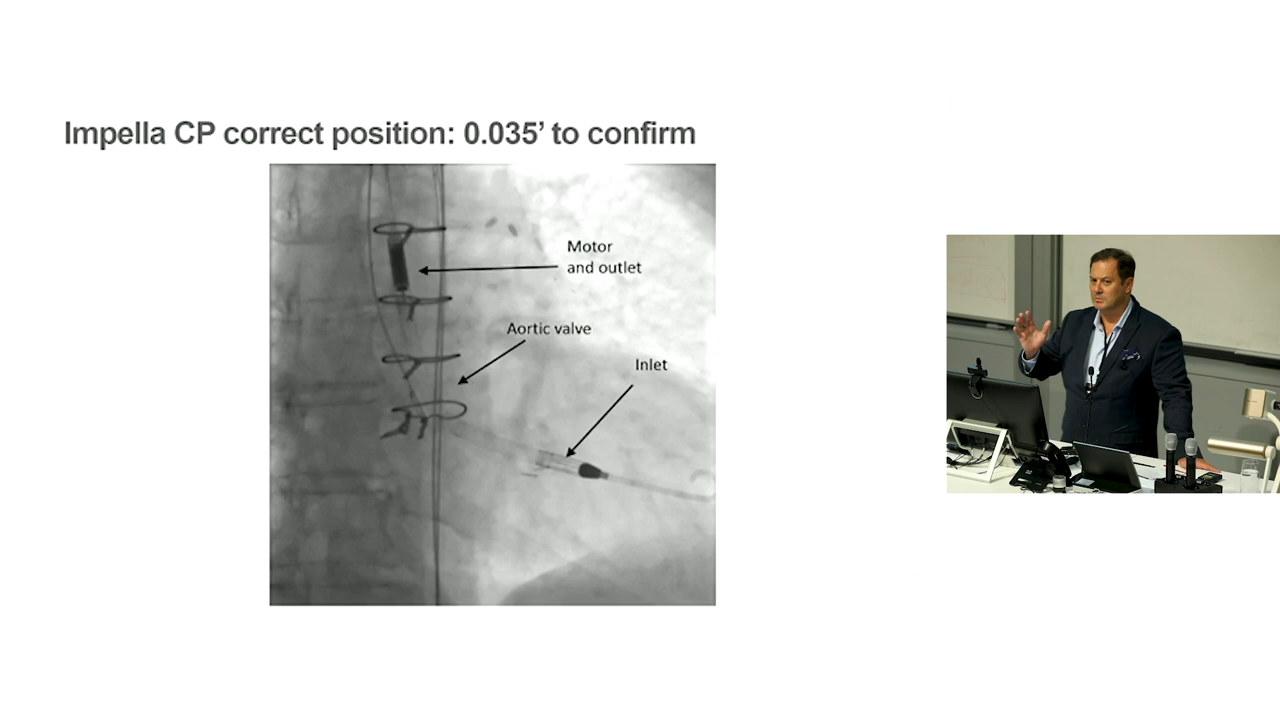 Impella CP correct position: 0.035’ to confirm
Motor
and outlet
Aortic valve
Inlet